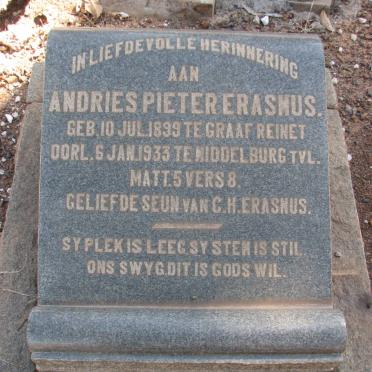 IN LIEFDEVOLLE HERINNERING
AAN
ANDRIES PIETER ERASMUS.
GEB. 10 JUL. 1899 TE GRAAF REINET
OORL. 6 JAN. 1933 TE MIDDELBURG TVL.
MATT. 5 VERS 8.
GELIEFDE SEUN VAN C. H. ERASMUS.
SY PLEK IS LEEG, SY STEM IS STIL
ONS SWYG, DIT IS GODS WIL.